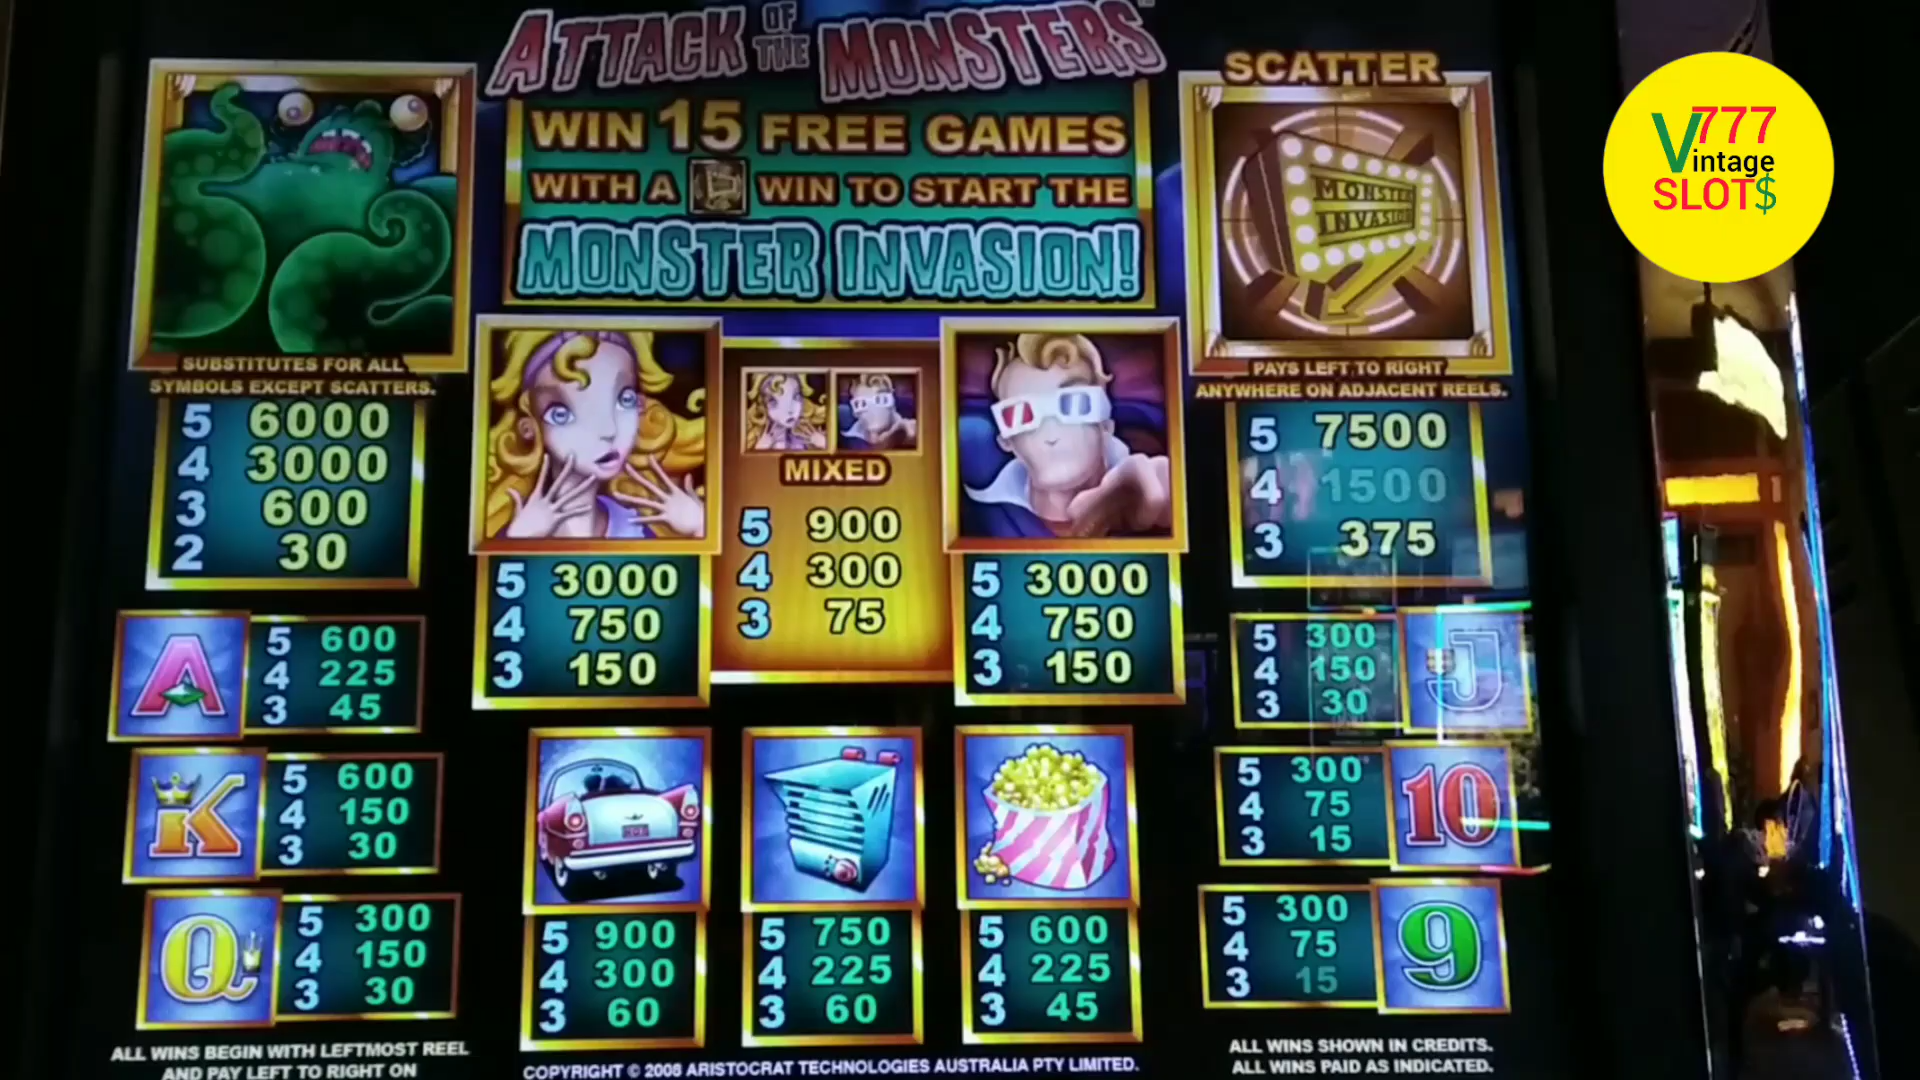 ATTACK OF THE MONSTERS™
WIN 15 FREE GAMES
WITH A WIN TO START THE
MONSTER INVASION!
SCATTER
MONSTER
INVASION
PAYS LEFT TO RIGHT
ANYWHERE ON ADJACENT REELS.
5 7500
4 1500
3 375
V777
intage
SLOT$
SUBSTITUTES FOR ALL
SYMBOLS EXCEPT SCATTERS.
5 6000
4 3000
3 600
2 30
5 3000
4 750
3 150
MIXED
5 900
4 300
3 75
5 3000
4 750
3 150
A
5 600
4 225
3 45
K
5 600
4 150
3 30
Q
5 300
4 150
3 30
5 900
4 300
3 60
5 750
4 225
3 60
5 600
4 225
3 45
5 300
4 150
3 30
J
5 300
4 75
3 15
10
5 300
4 75
3 15
9
ALL WINS BEGIN WITH LEFTMOST REEL
AND PAY LEFT TO RIGHT ON
COPYRIGHT © 2008 ARISTOCRAT TECHNOLOGIES AUSTRALIA PTY LIMITED.
ALL WINS SHOWN IN CREDITS.
ALL WINS PAID AS INDICATED.